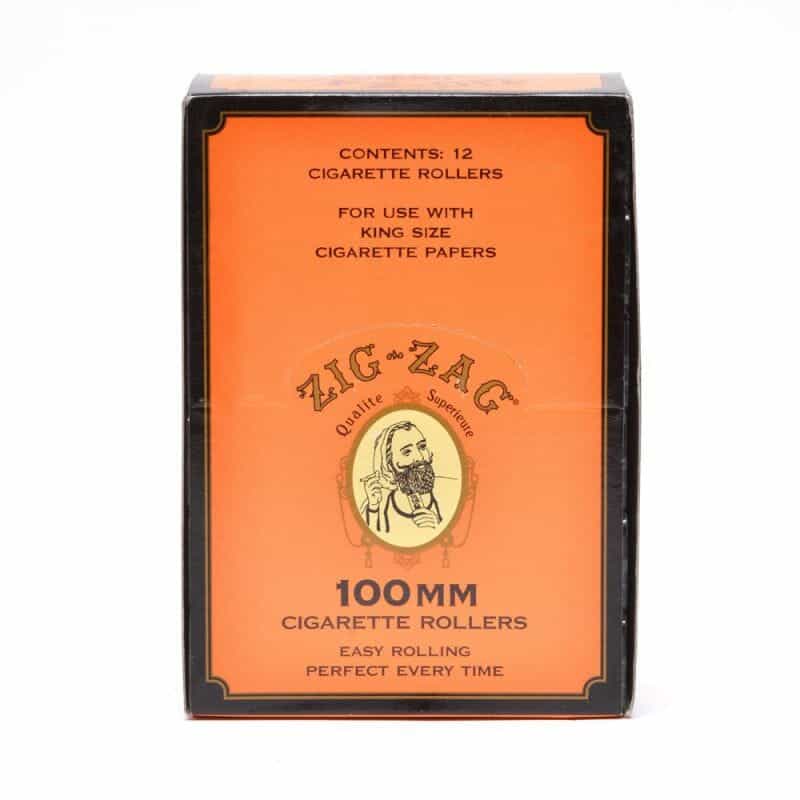 CONTENTS: 12
CIGARETTE ROLLERS
FOR USE WITH
KING SIZE
CIGARETTE PAPERS
ZIG-ZAG®
Qualite Superieure
100MM
CIGARETTE ROLLERS
EASY ROLLING
PERFECT EVERY TIME